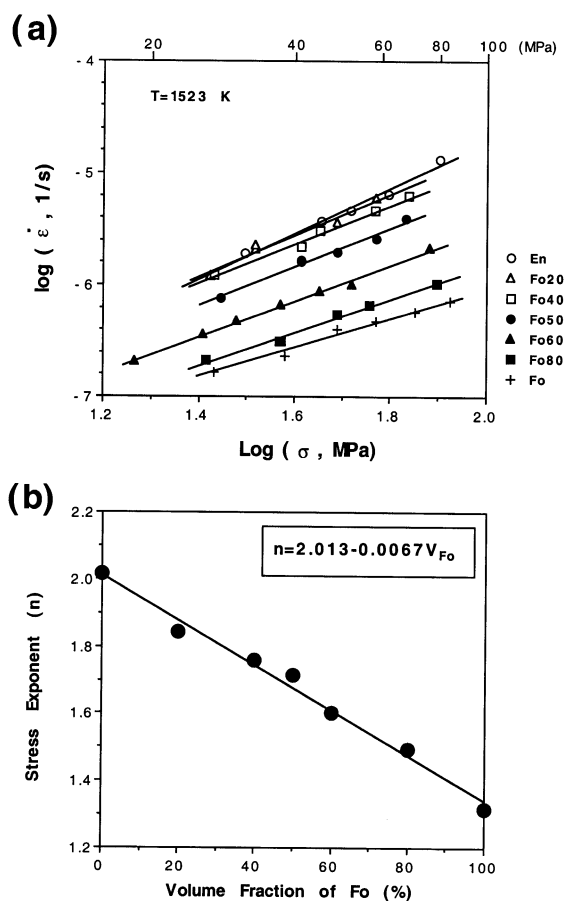 (a)
20 40 60 80 100 (MPa)
T=1523 K
-4
-5
-6
-7
log ( ε̇ , 1/s)
En
Fo20
Fo40
Fo50
Fo60
Fo80
Fo
1.2 1.4 1.6 1.8 2.0
Log ( σ , MPa)
(b)
n=2.013-0.0067V_Fo
2.2
2.0
1.8
1.6
1.4
1.2
Stress Exponent (n)
0 20 40 60 80 100
Volume Fraction of Fo (%)